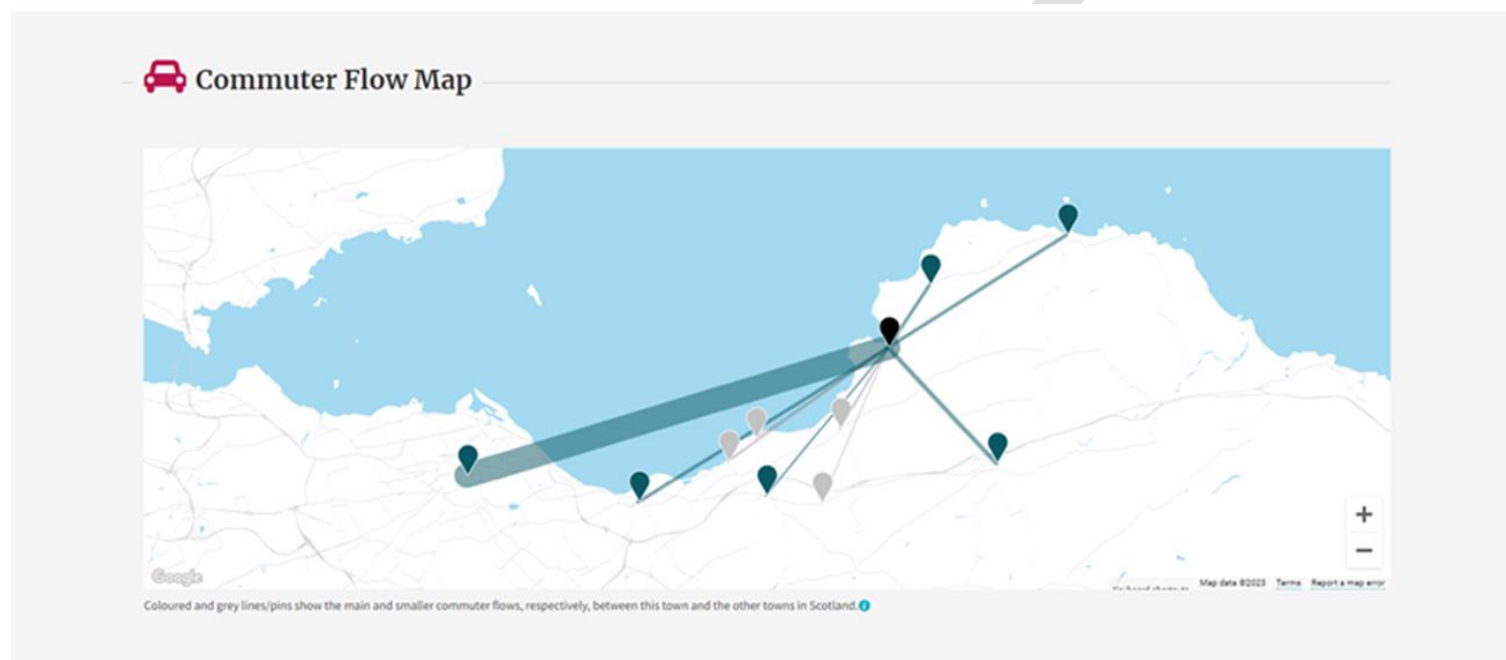 Commuter Flow Map
+
−
Google
Map data ©2023 Terms Report a map error
Coloured and grey lines/pins show the main and smaller commuter flows, respectively, between this town and the other towns in Scotland.